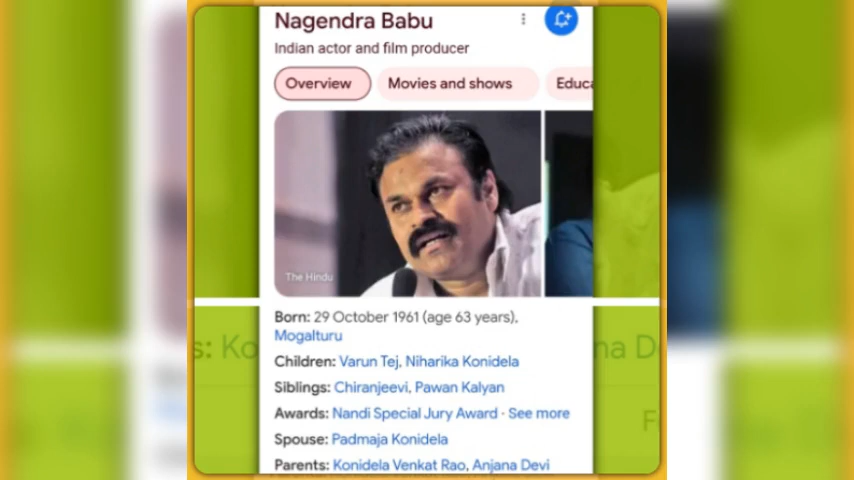 Nagendra Babu
Indian actor and film producer
Overview
Movies and shows
Educa
The Hindu
Born: 29 October 1961 (age 63 years),
Mogalturu
Children: Varun Tej, Niharika Konidela
Siblings: Chiranjeevi, Pawan Kalyan
Awards: Nandi Special Jury Award · See more
Spouse: Padmaja Konidela
Parents: Konidela Venkat Rao, Anjana Devi